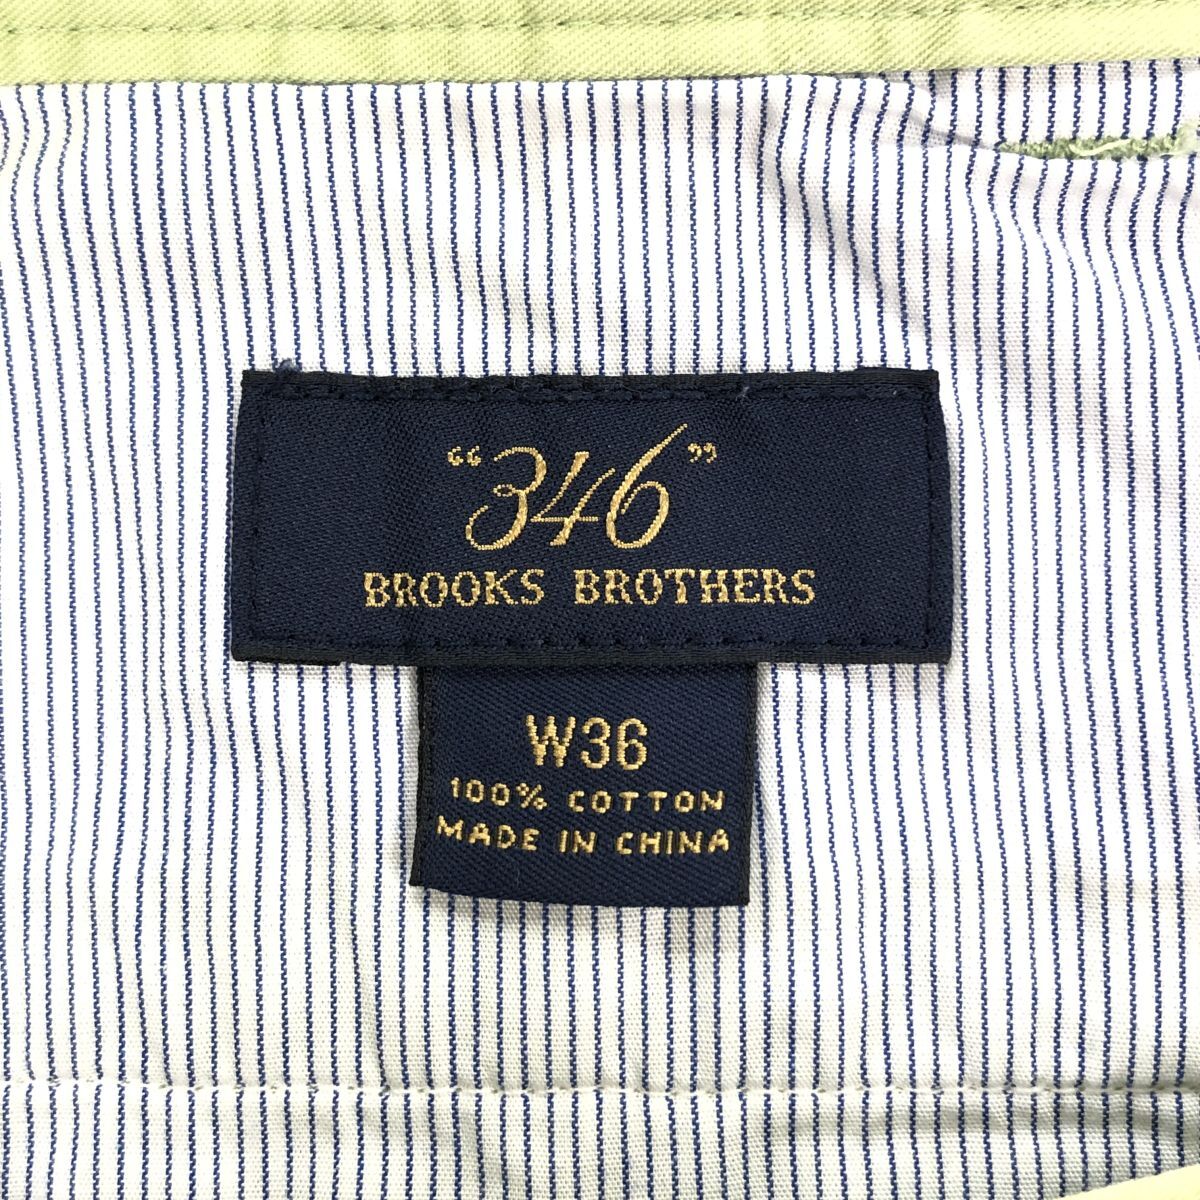 “346”
BROOKS BROTHERS
W36
100% COTTON
MADE IN CHINA